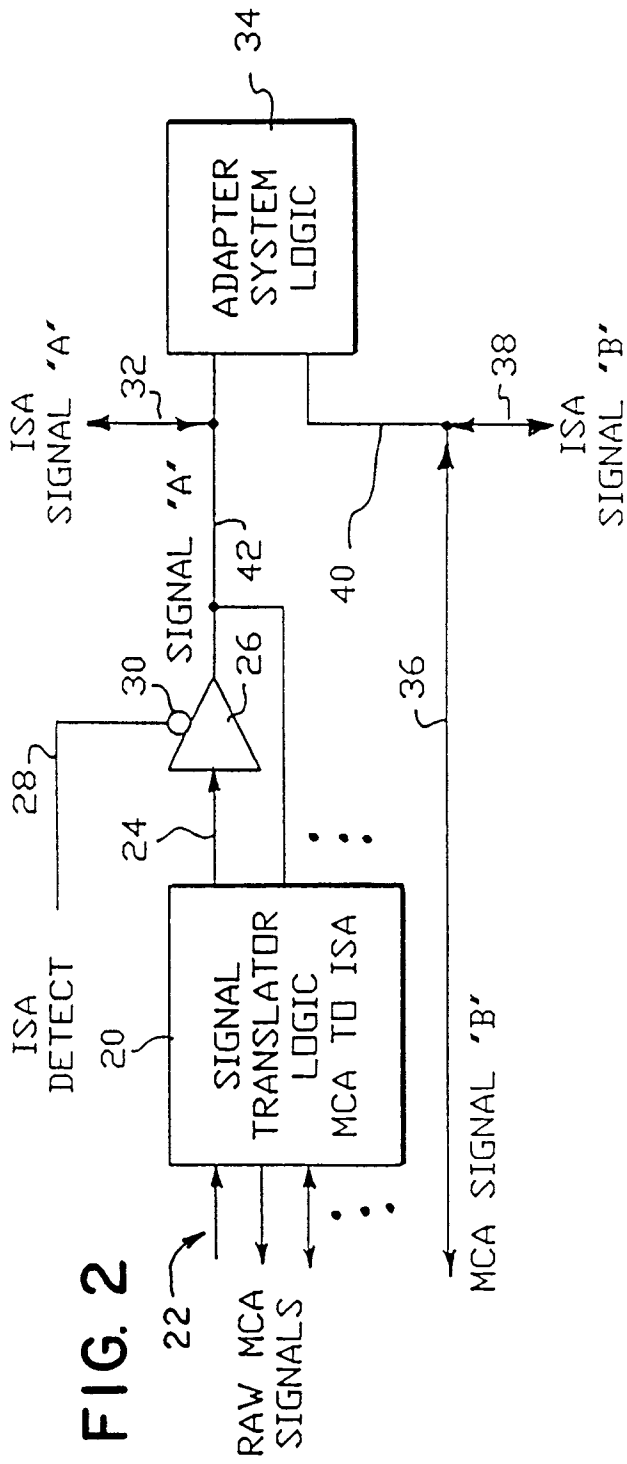 FIG. 2
ISA
DETECT
28
30
26
24
SIGNAL 'A'
42
ISA
SIGNAL 'A'
32
34
ADAPTER
SYSTEM
LOGIC
20
SIGNAL
TRANSLATOR
LOGIC
MCA TO ISA
22
RAW MCA
SIGNALS
MCA SIGNAL 'B'
36
40
38
ISA
SIGNAL 'B'